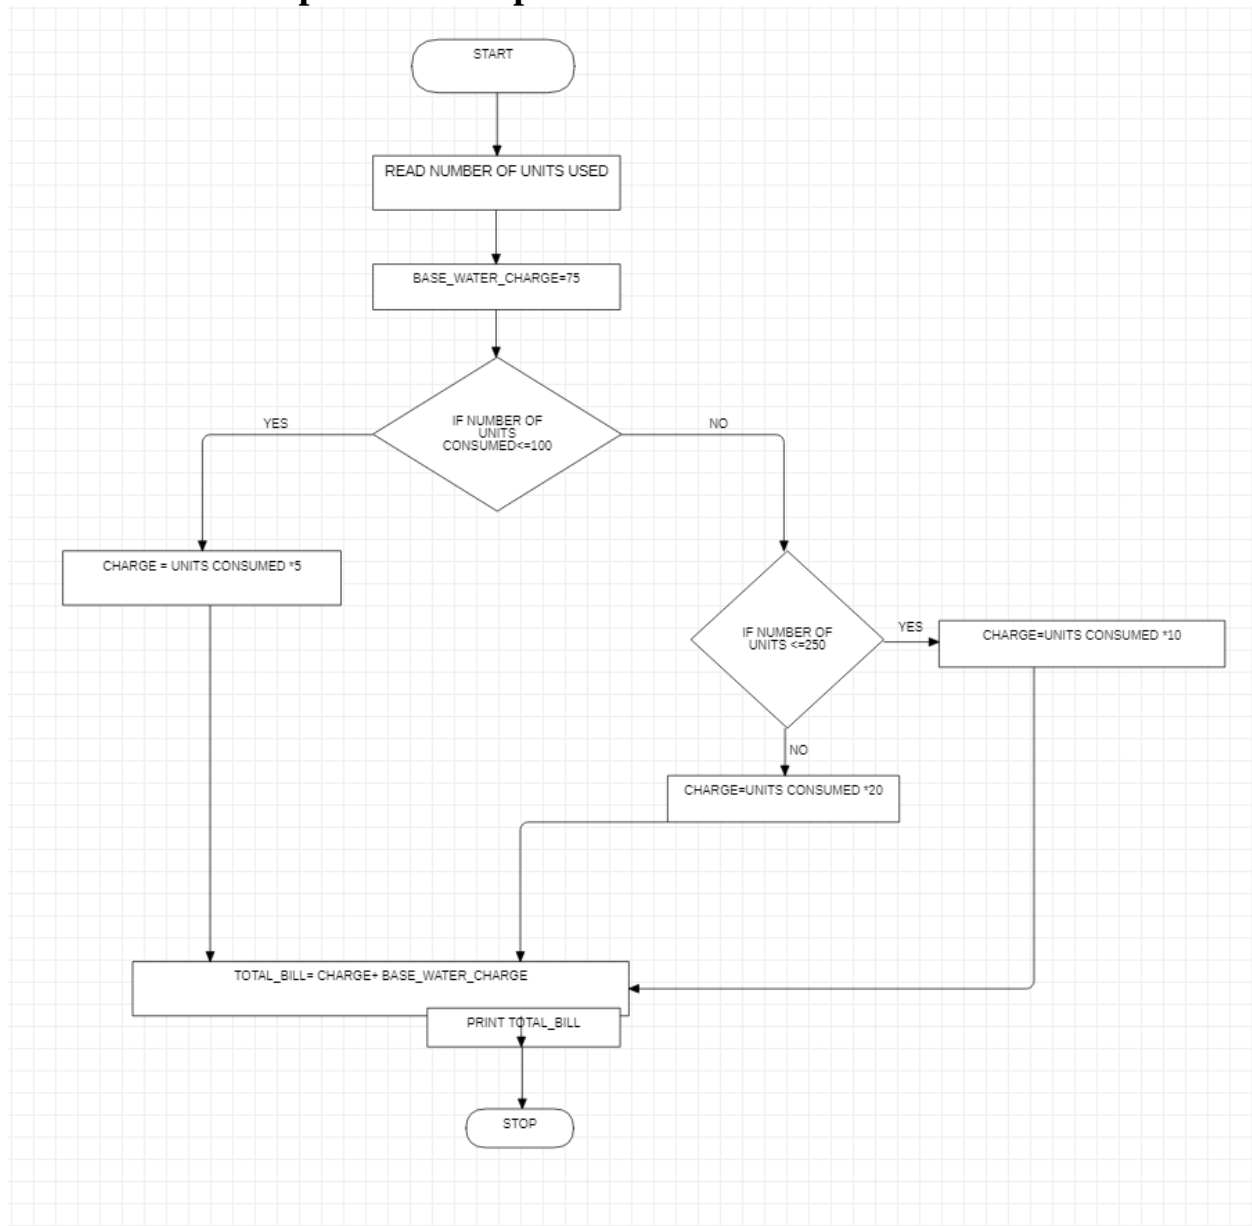 START
READ NUMBER OF UNITS USED
BASE_WATER_CHARGE=75
IF NUMBER OF
UNITS
CONSUMED<=100
YES
NO
CHARGE = UNITS CONSUMED *5
IF NUMBER OF
UNITS <=250
YES
CHARGE=UNITS CONSUMED *10
NO
CHARGE=UNITS CONSUMED *20
TOTAL_BILL= CHARGE+ BASE_WATER_CHARGE
PRINT TOTAL_BILL
STOP